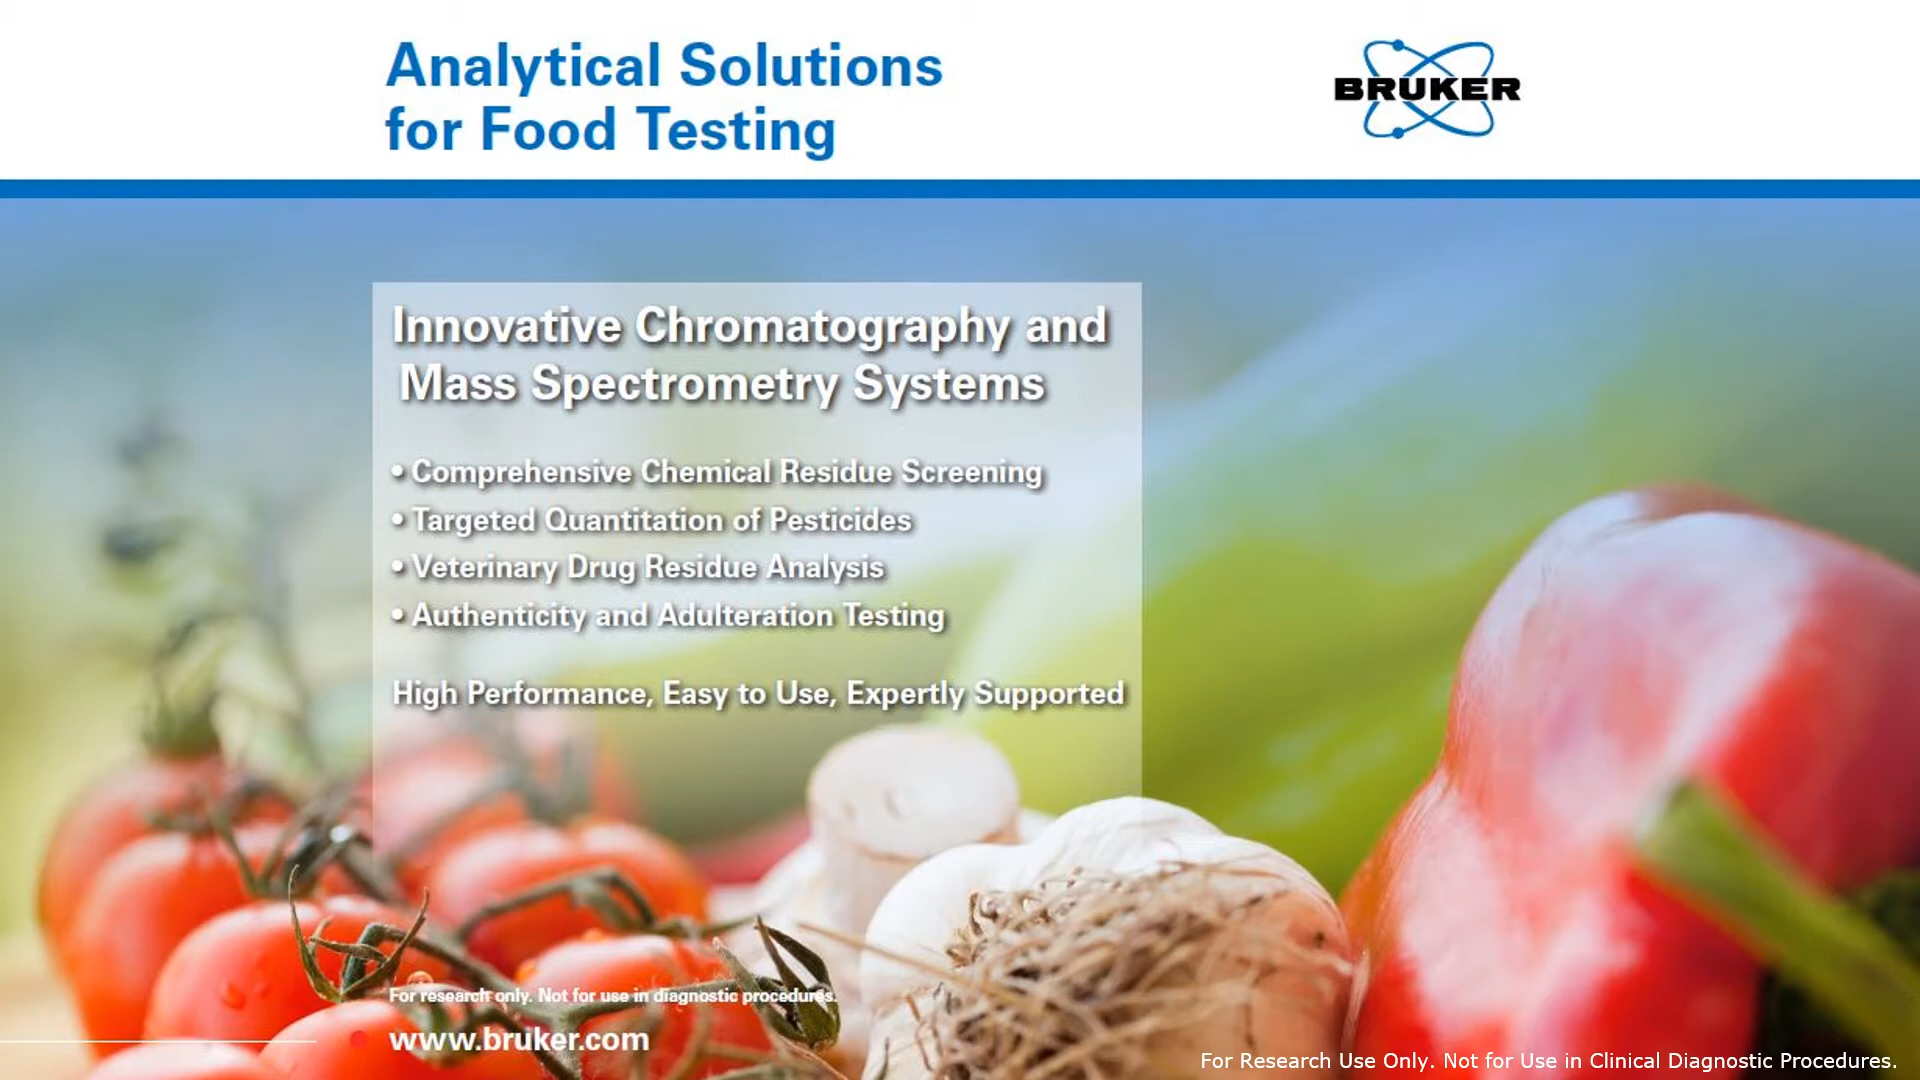 Analytical Solutions
for Food Testing
BRUKER
Innovative Chromatography and
Mass Spectrometry Systems
• Comprehensive Chemical Residue Screening
• Targeted Quantitation of Pesticides
• Veterinary Drug Residue Analysis
• Authenticity and Adulteration Testing
High Performance, Easy to Use, Expertly Supported
For research only. Not for use in diagnostic procedures.
www.bruker.com
For Research Use Only. Not for Use in Clinical Diagnostic Procedures.